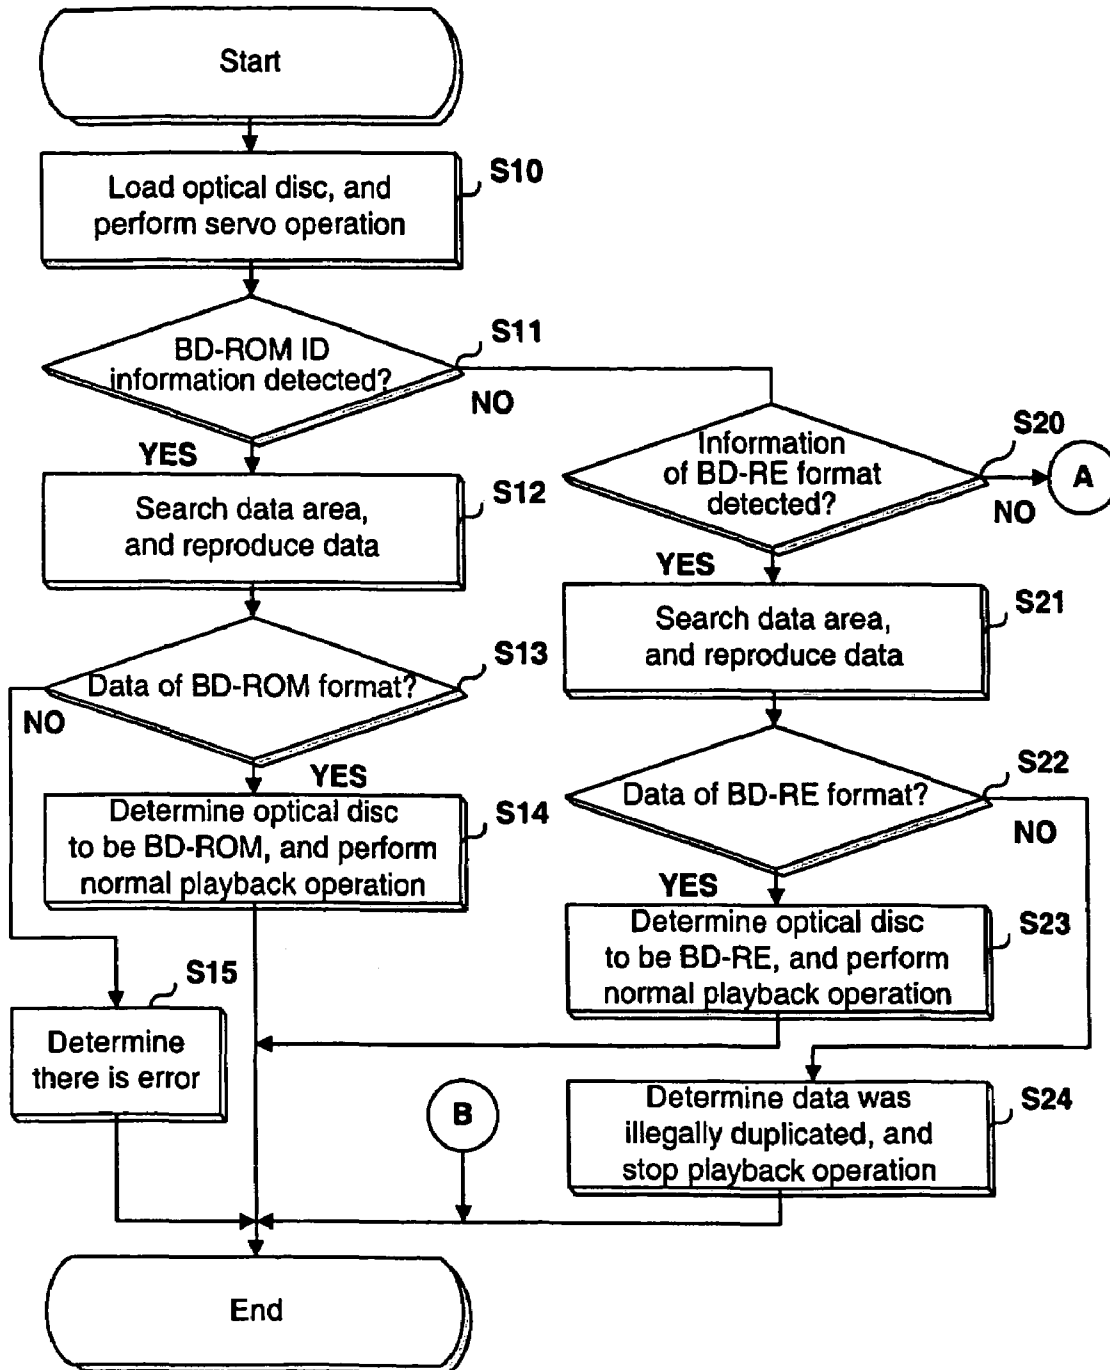 Start
S10
Load optical disc, and
perform servo operation
S11
BD-ROM ID
information detected?
NO
YES
S20
Information
of BD-RE format
detected?
A
NO
S12
Search data area,
and reproduce data
YES
S21
Search data area,
and reproduce data
S13
Data of BD-ROM format?
NO
YES
S22
Data of BD-RE format?
NO
S14
Determine optical disc
to be BD-ROM, and perform
normal playback operation
YES
S23
Determine optical disc
to be BD-RE, and perform
normal playback operation
S15
Determine
there is error
B
S24
Determine data was
illegally duplicated, and
stop playback operation
End